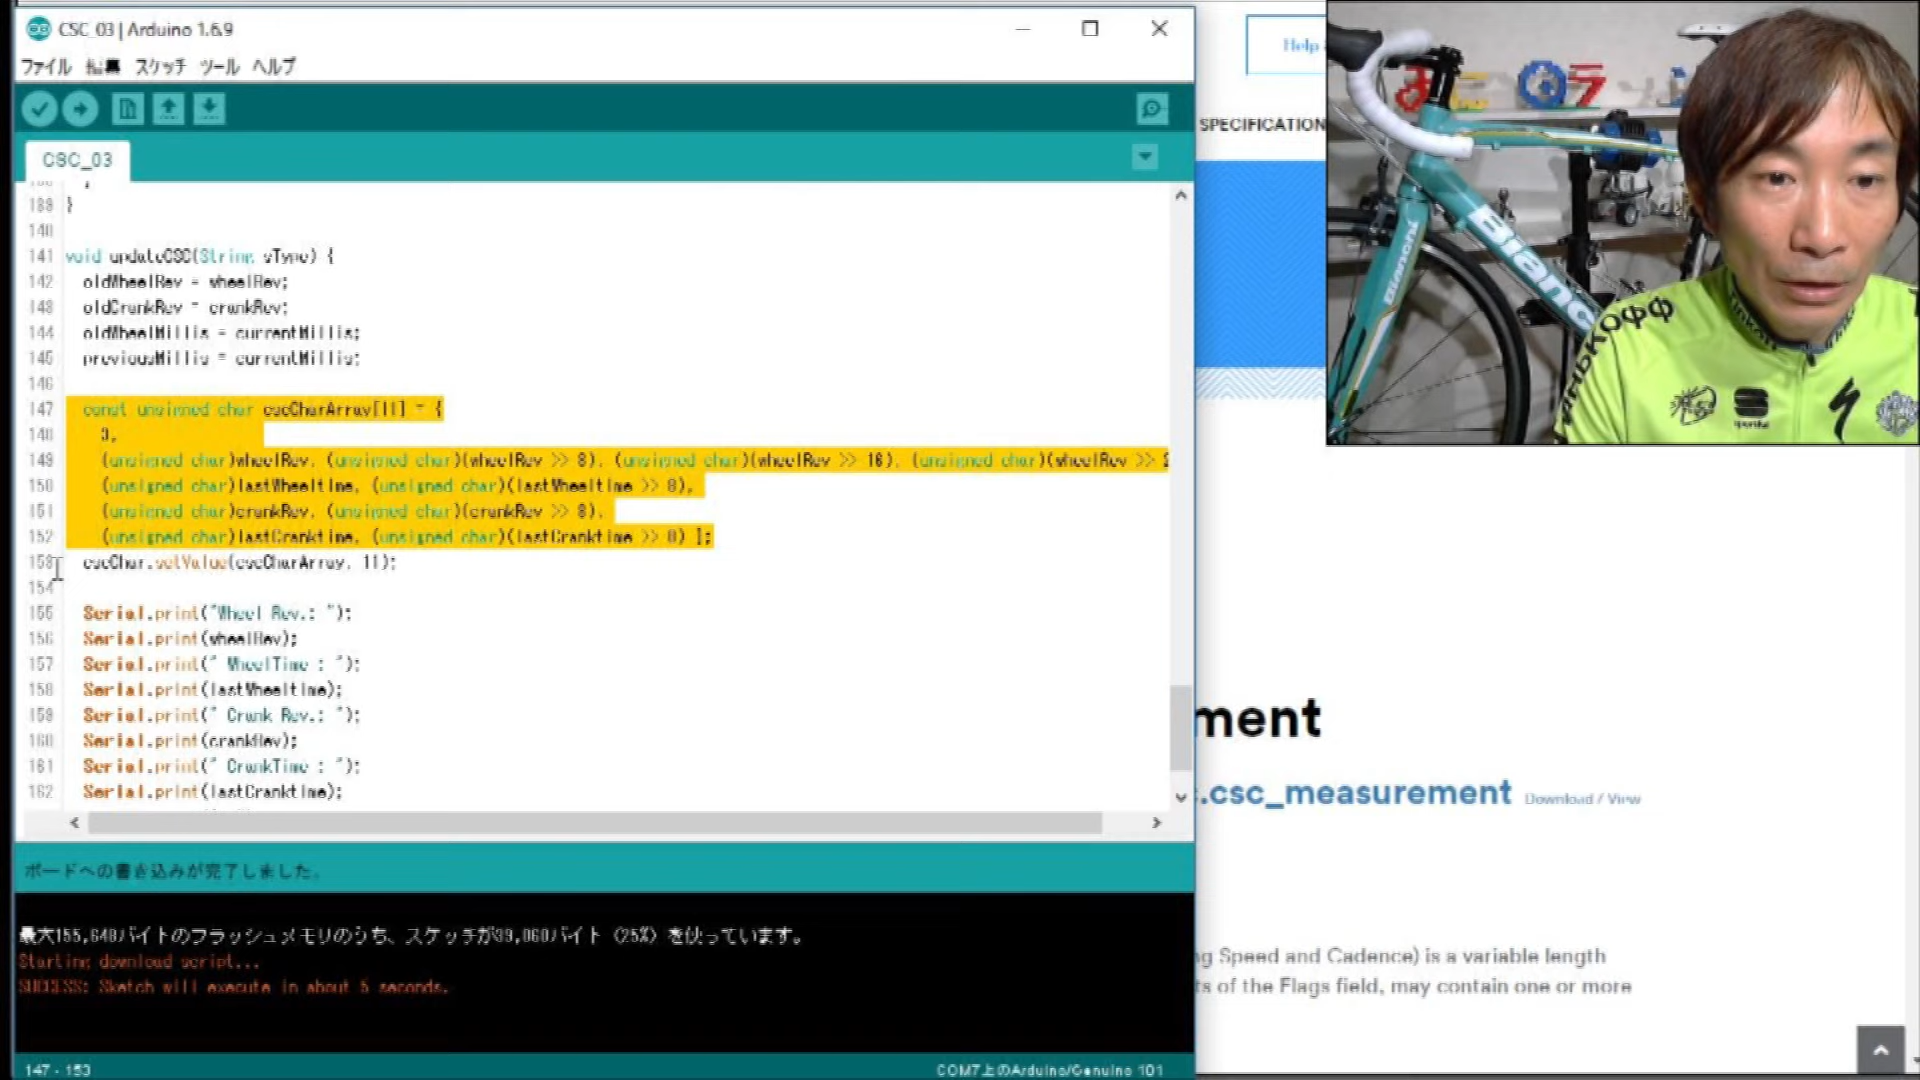 CSC_03 | Arduino 1.6.9
ファイル 編集 スケッチ ツール ヘルプ
CSC_03
139 }
140
141 void updateCSC(String sType) {
142 oldWheelRev = wheelRev;
143 oldCrankRev = crankRev;
144 oldWheelMillis = currentMillis;
145 previousMillis = currentMillis;
146
147 const unsigned char cscCharArray[11] = {
148 3,
149 (unsigned char)wheelRev, (unsigned char)(wheelRev >> 8), (unsigned char)(wheelRev >> 16), (unsigned char)(wheelRev >> 2
150 (unsigned char)lastWheeltime, (unsigned char)(lastWheeltime >> 8),
151 (unsigned char)crankRev, (unsigned char)(crankRev >> 8),
152 (unsigned char)lastCranktime, (unsigned char)(lastCranktime >> 8) };
153 cscChar.setValue(cscCharArray, 11);
154
155 Serial.print("Wheel Rev.: ");
156 Serial.print(wheelRev);
157 Serial.print(" WheelTime : ");
158 Serial.print(lastWheeltime);
159 Serial.print(" Crank Rev.: ");
160 Serial.print(crankRev);
161 Serial.print(" CrankTime : ");
162 Serial.print(lastCranktime);
ボードへの書き込みが完了しました。
最大155,648バイトのフラッシュメモリのうち、スケッチが39,060バイト（25%）を使っています。
Starting download script...
SUCCESS: Sketch will execute in about 5 seconds.
147 - 153
COM7上のArduino/Genuino 101
Help
SPECIFICATION
Bianchi
Bianc
ТИНЬКОФФ
ment
.csc_measurement Download / View
ng Speed and Cadence) is a variable length
ts of the Flags field, may contain one or more